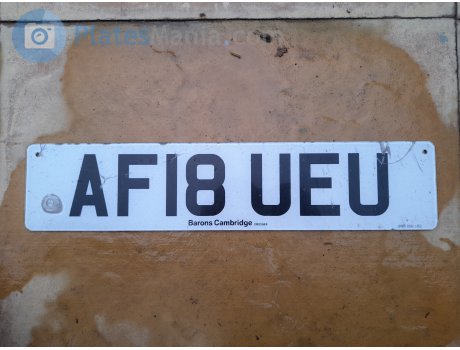 PlatesMania.com
AF18 UEU
Barons Cambridge